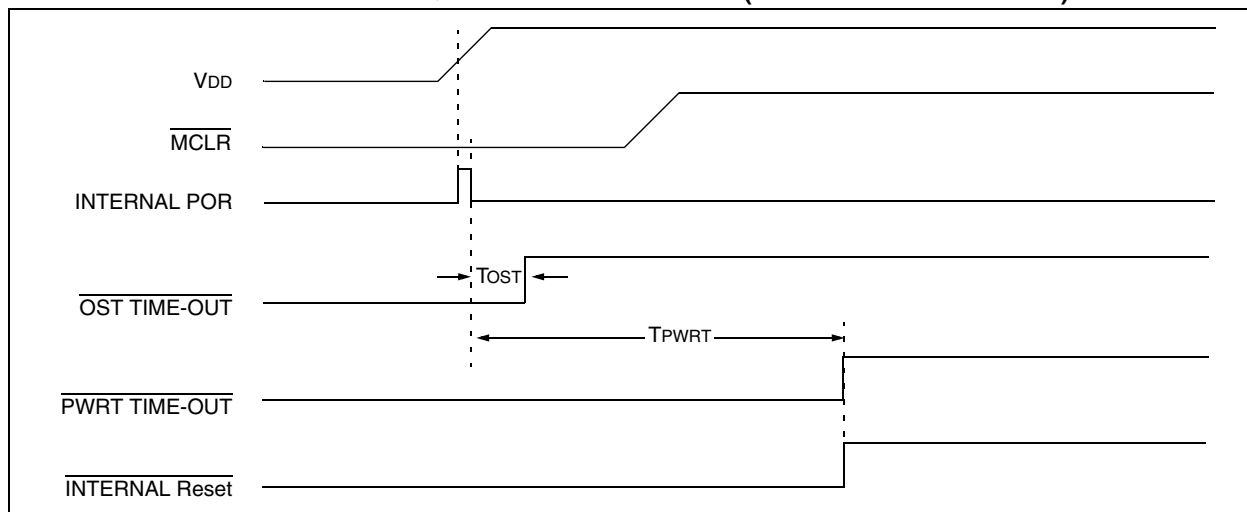 VDD
MCLR
INTERNAL POR
TOST
OST TIME-OUT
TPWRT
PWRT TIME-OUT
INTERNAL Reset